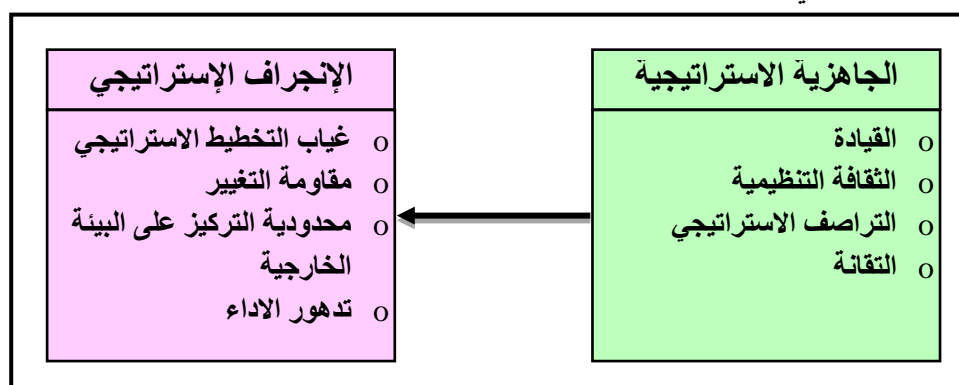 الجاهزية الاستراتيجية
o القيادة
o الثقافة التنظيمية
o التراصف الاستراتيجي
o التقانة
الإنجراف الإستراتيجي
o غياب التخطيط الاستراتيجي
o مقاومة التغيير
o محدودية التركيز على البيئة
الخارجية
o تدهور الاداء